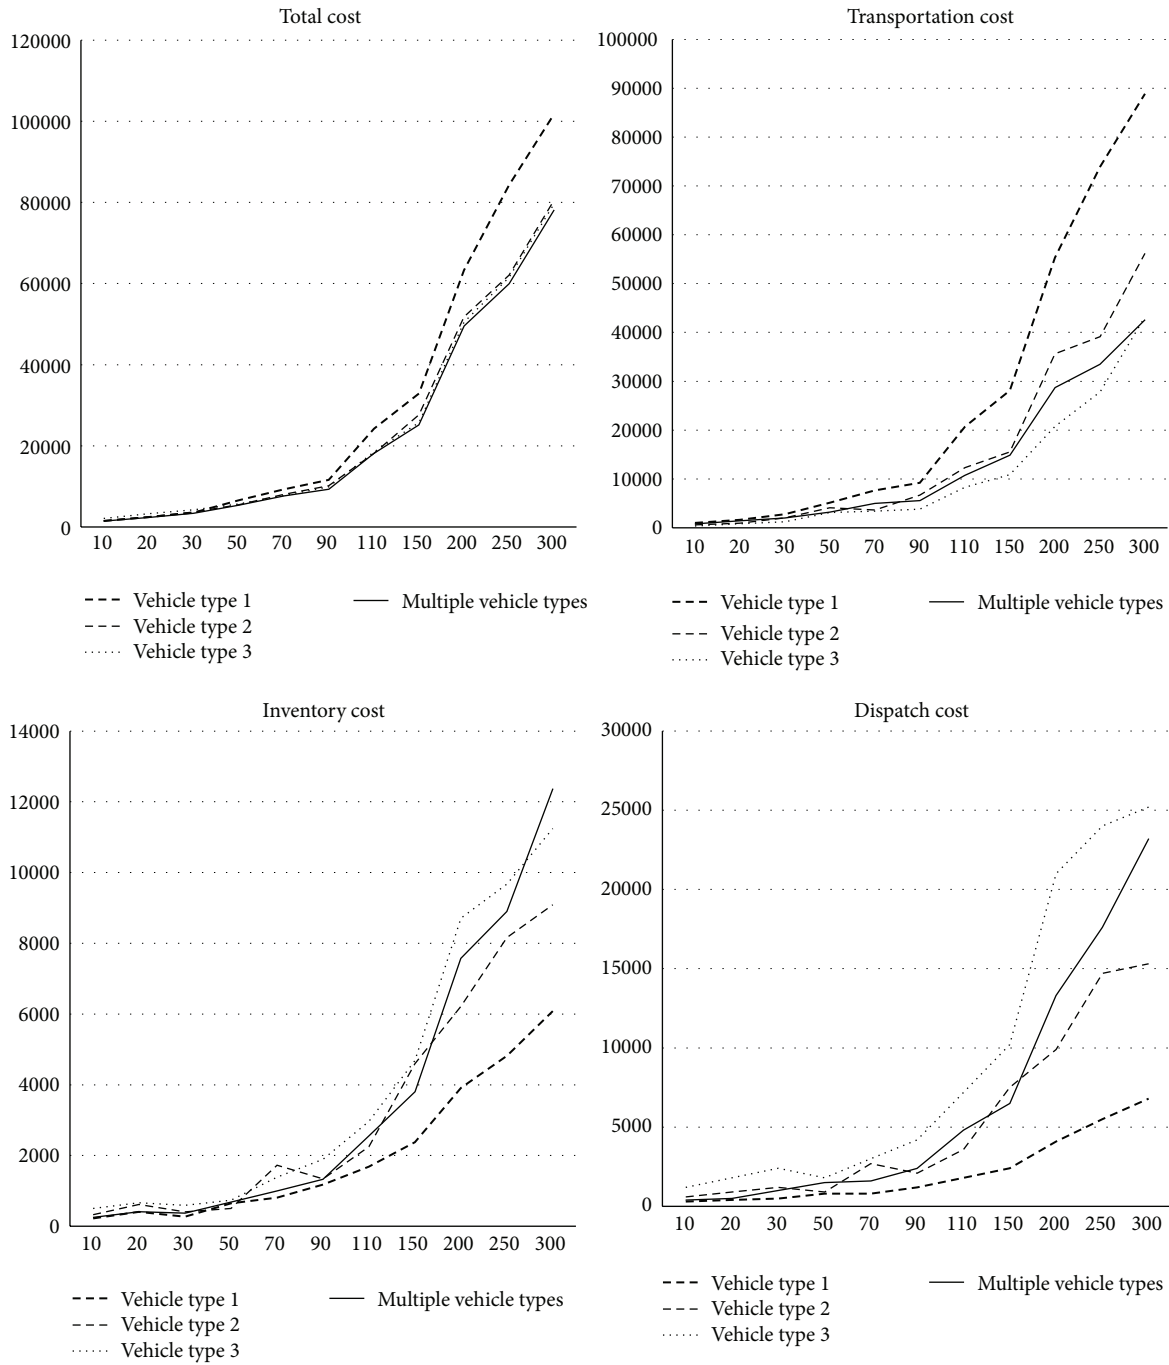 Total cost
120000
100000
80000
60000
40000
20000
0
10 20 30 50 70 90 110 150 200 250 300
Vehicle type 1
Vehicle type 2
Vehicle type 3
Multiple vehicle types
Transportation cost
100000
90000
80000
70000
60000
50000
40000
30000
20000
10000
0
10 20 30 50 70 90 110 150 200 250 300
Vehicle type 1
Vehicle type 2
Vehicle type 3
Multiple vehicle types
Inventory cost
14000
12000
10000
8000
6000
4000
2000
0
10 20 30 50 70 90 110 150 200 250 300
Vehicle type 1
Vehicle type 2
Vehicle type 3
Multiple vehicle types
Dispatch cost
30000
25000
20000
15000
10000
5000
0
10 20 30 50 70 90 110 150 200 250 300
Vehicle type 1
Vehicle type 2
Vehicle type 3
Multiple vehicle types